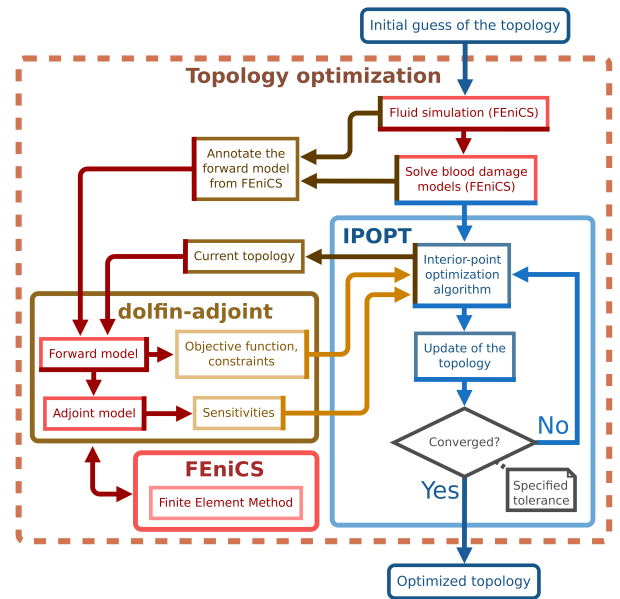 Initial guess of the topology
Topology optimization
Fluid simulation (FEniCS)
Annotate the
forward model
from FEniCS
Solve blood damage
models (FEniCS)
IPOPT
Current topology
Interior-point
optimization
algorithm
dolfin-adjoint
Forward model
Objective function,
constraints
Update of the
topology
Adjoint model
Sensitivities
Converged?
No
FEniCS
Finite Element Method
Yes
Specified
tolerance
Optimized topology